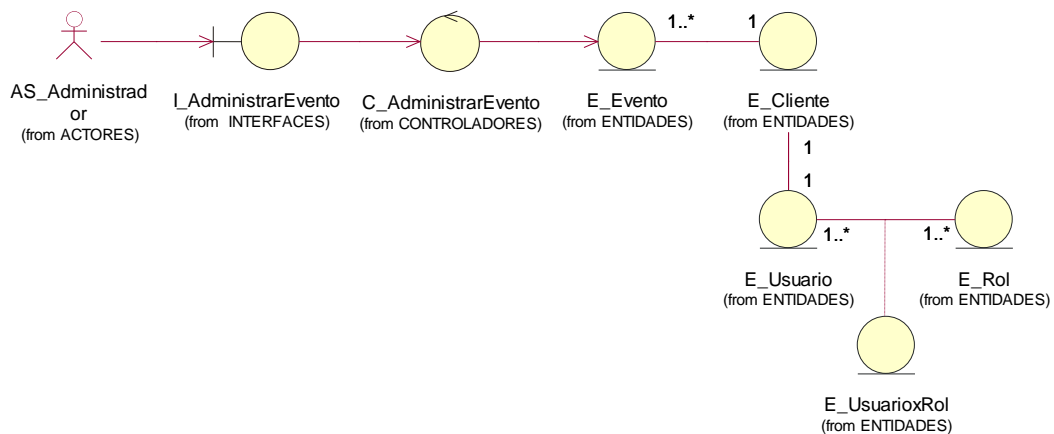 1..*
1
AS_Administrad
or
(from ACTORES)
I_AdministrarEvento
(from INTERFACES)
C_AdministrarEvento
(from CONTROLADORES)
E_Evento
(from ENTIDADES)
E_Cliente
(from ENTIDADES)
1
1
1..*
1..*
E_Usuario
(from ENTIDADES)
E_Rol
(from ENTIDADES)
E_UsuarioxRol
(from ENTIDADES)